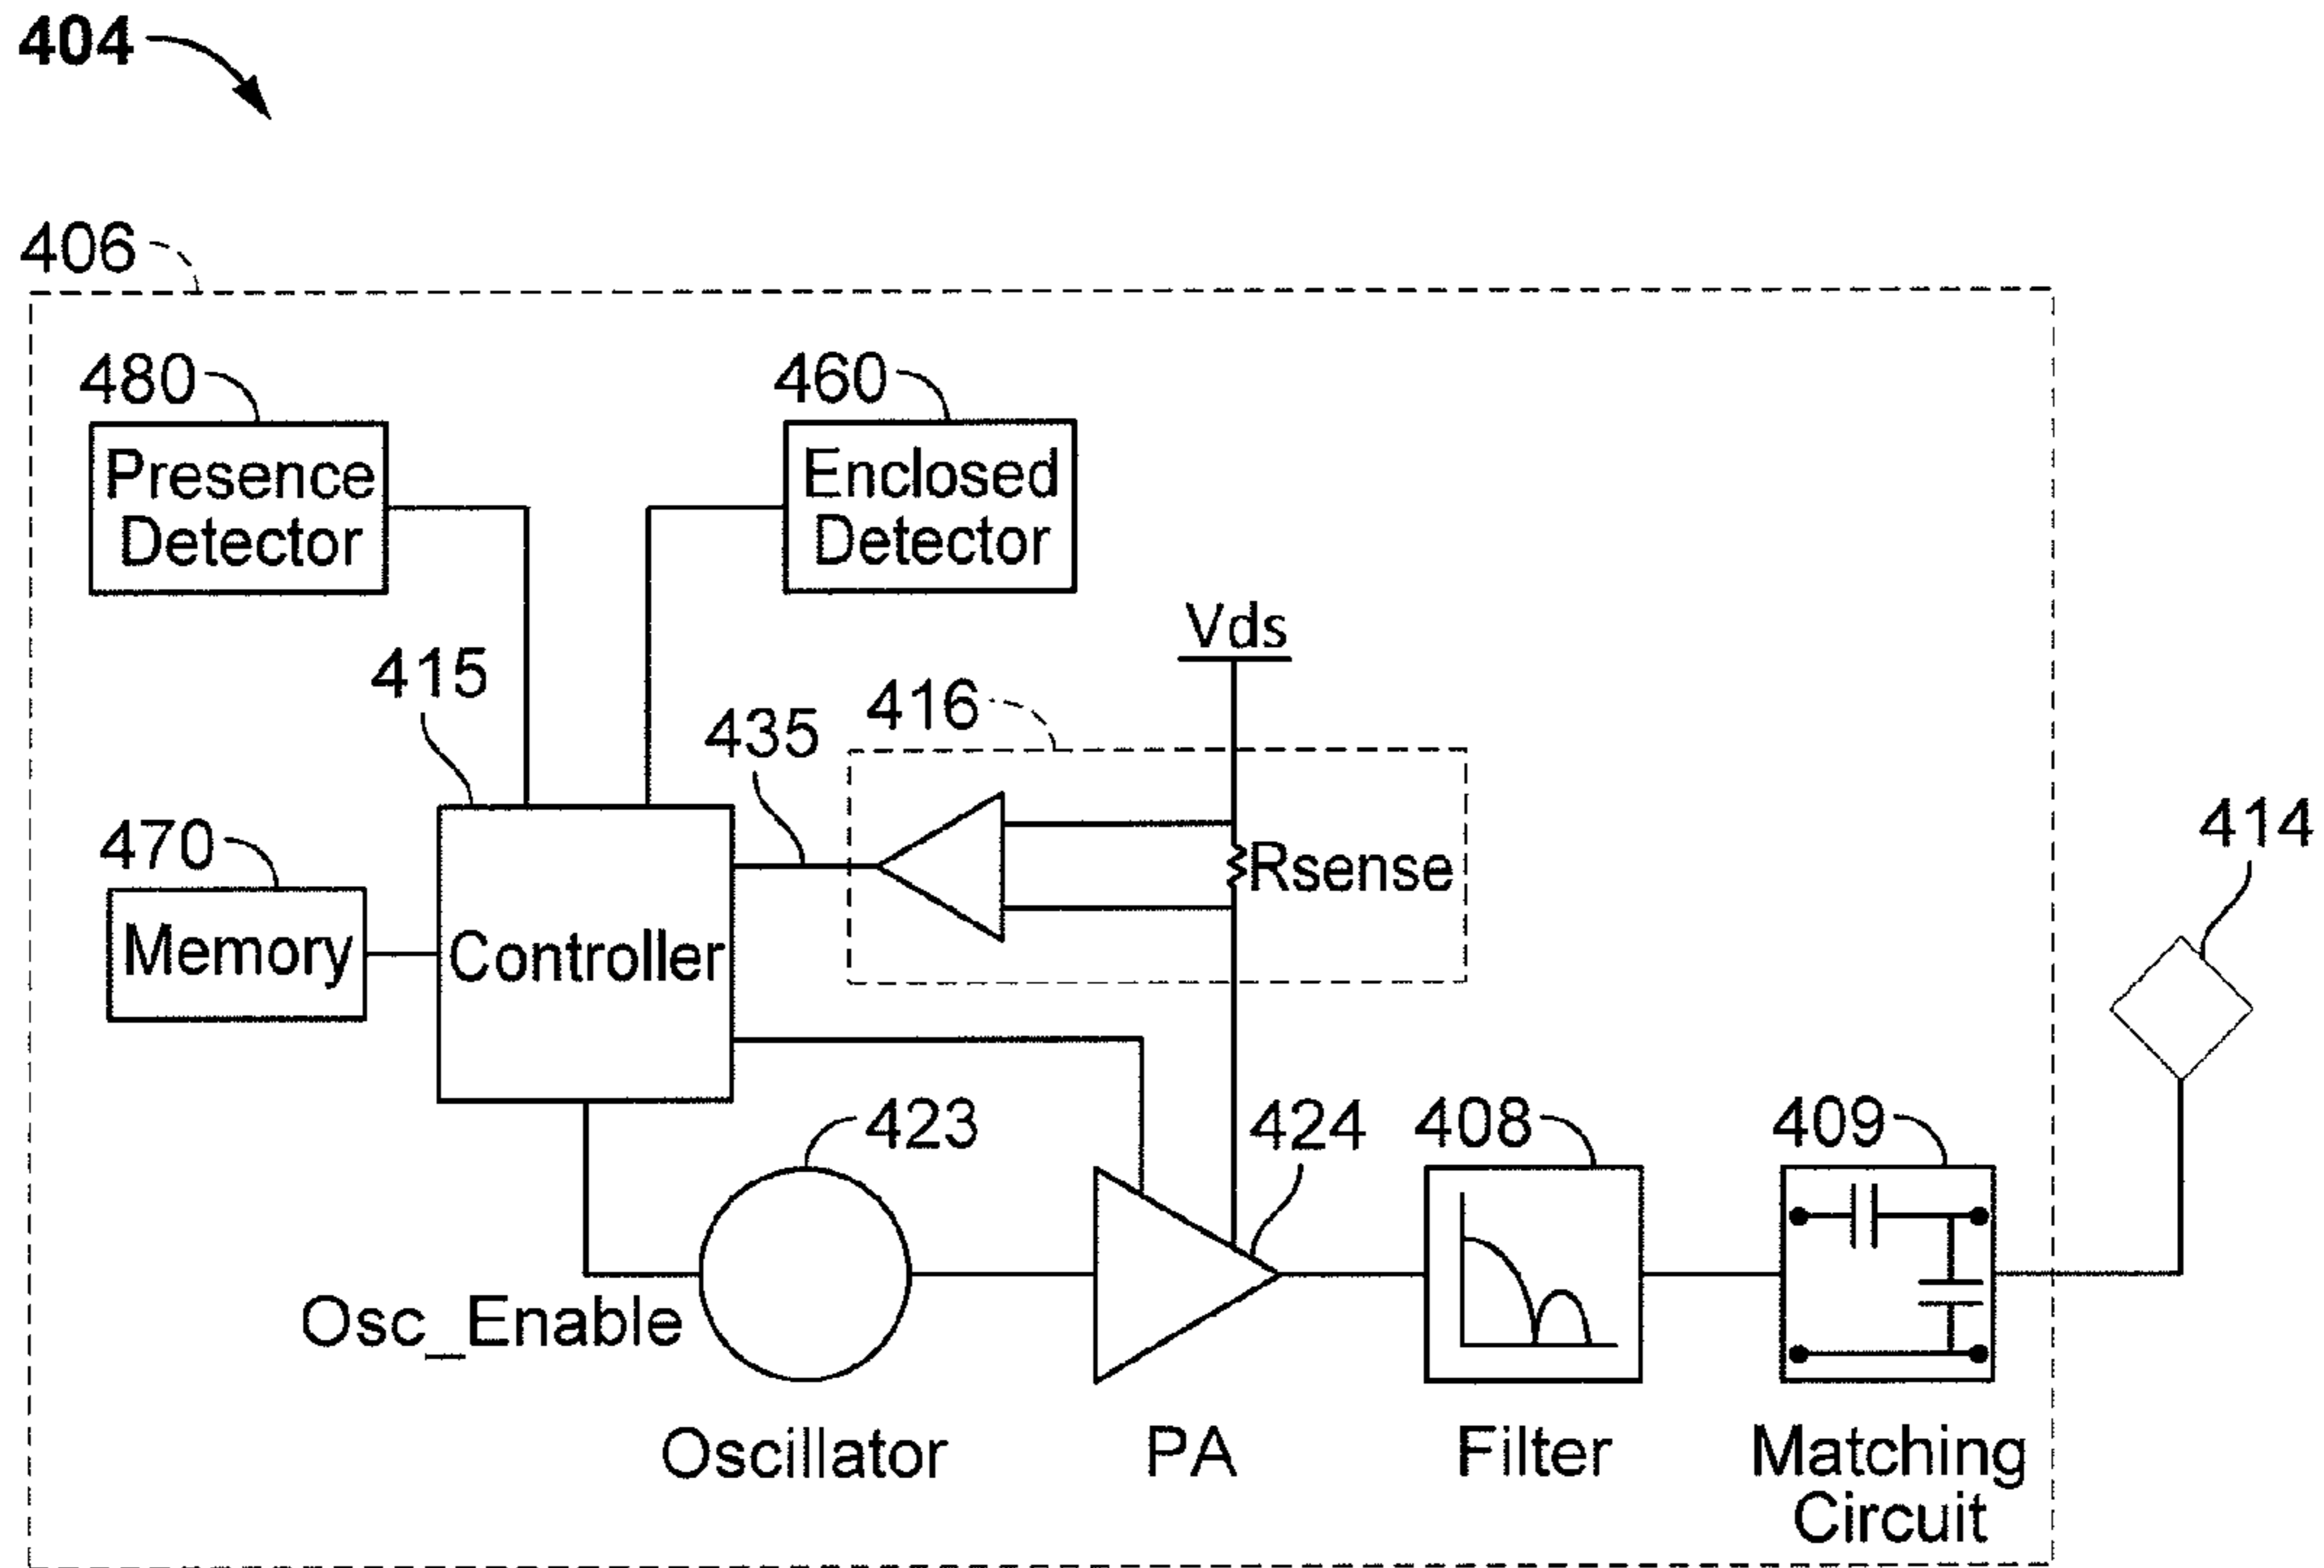 404
406
480
460
Presence
Detector
Enclosed
Detector
Vds
415
416
435
414
470
Rsense
Memory
Controller
423
424
408
409
Osc_Enable
Oscillator
PA
Filter
Matching
Circuit